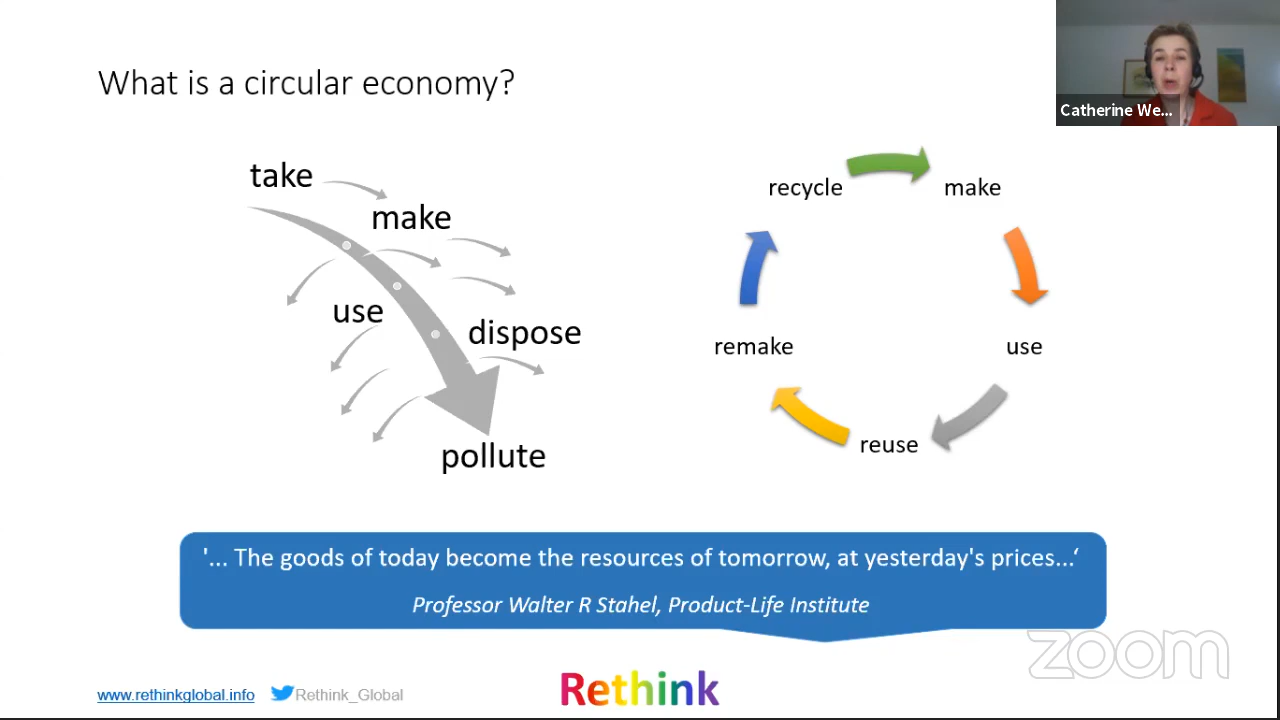 What is a circular economy?
Catherine We...
take
make
use
dispose
pollute
recycle
make
remake
use
reuse
'... The goods of today become the resources of tomorrow, at yesterday's prices...‘
Professor Walter R Stahel, Product-Life Institute
zoom
www.rethinkglobal.info
Rethink_Global
Rethink